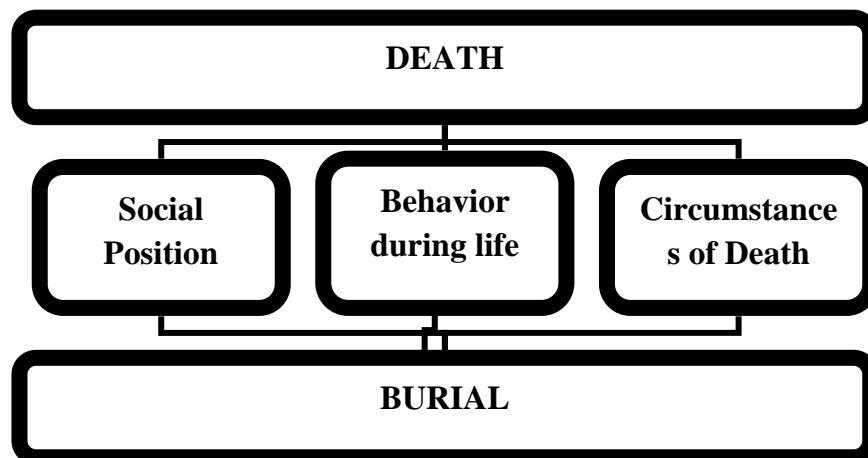 DEATH
Social
Position
Behavior
during life
Circumstance
s of Death
BURIAL